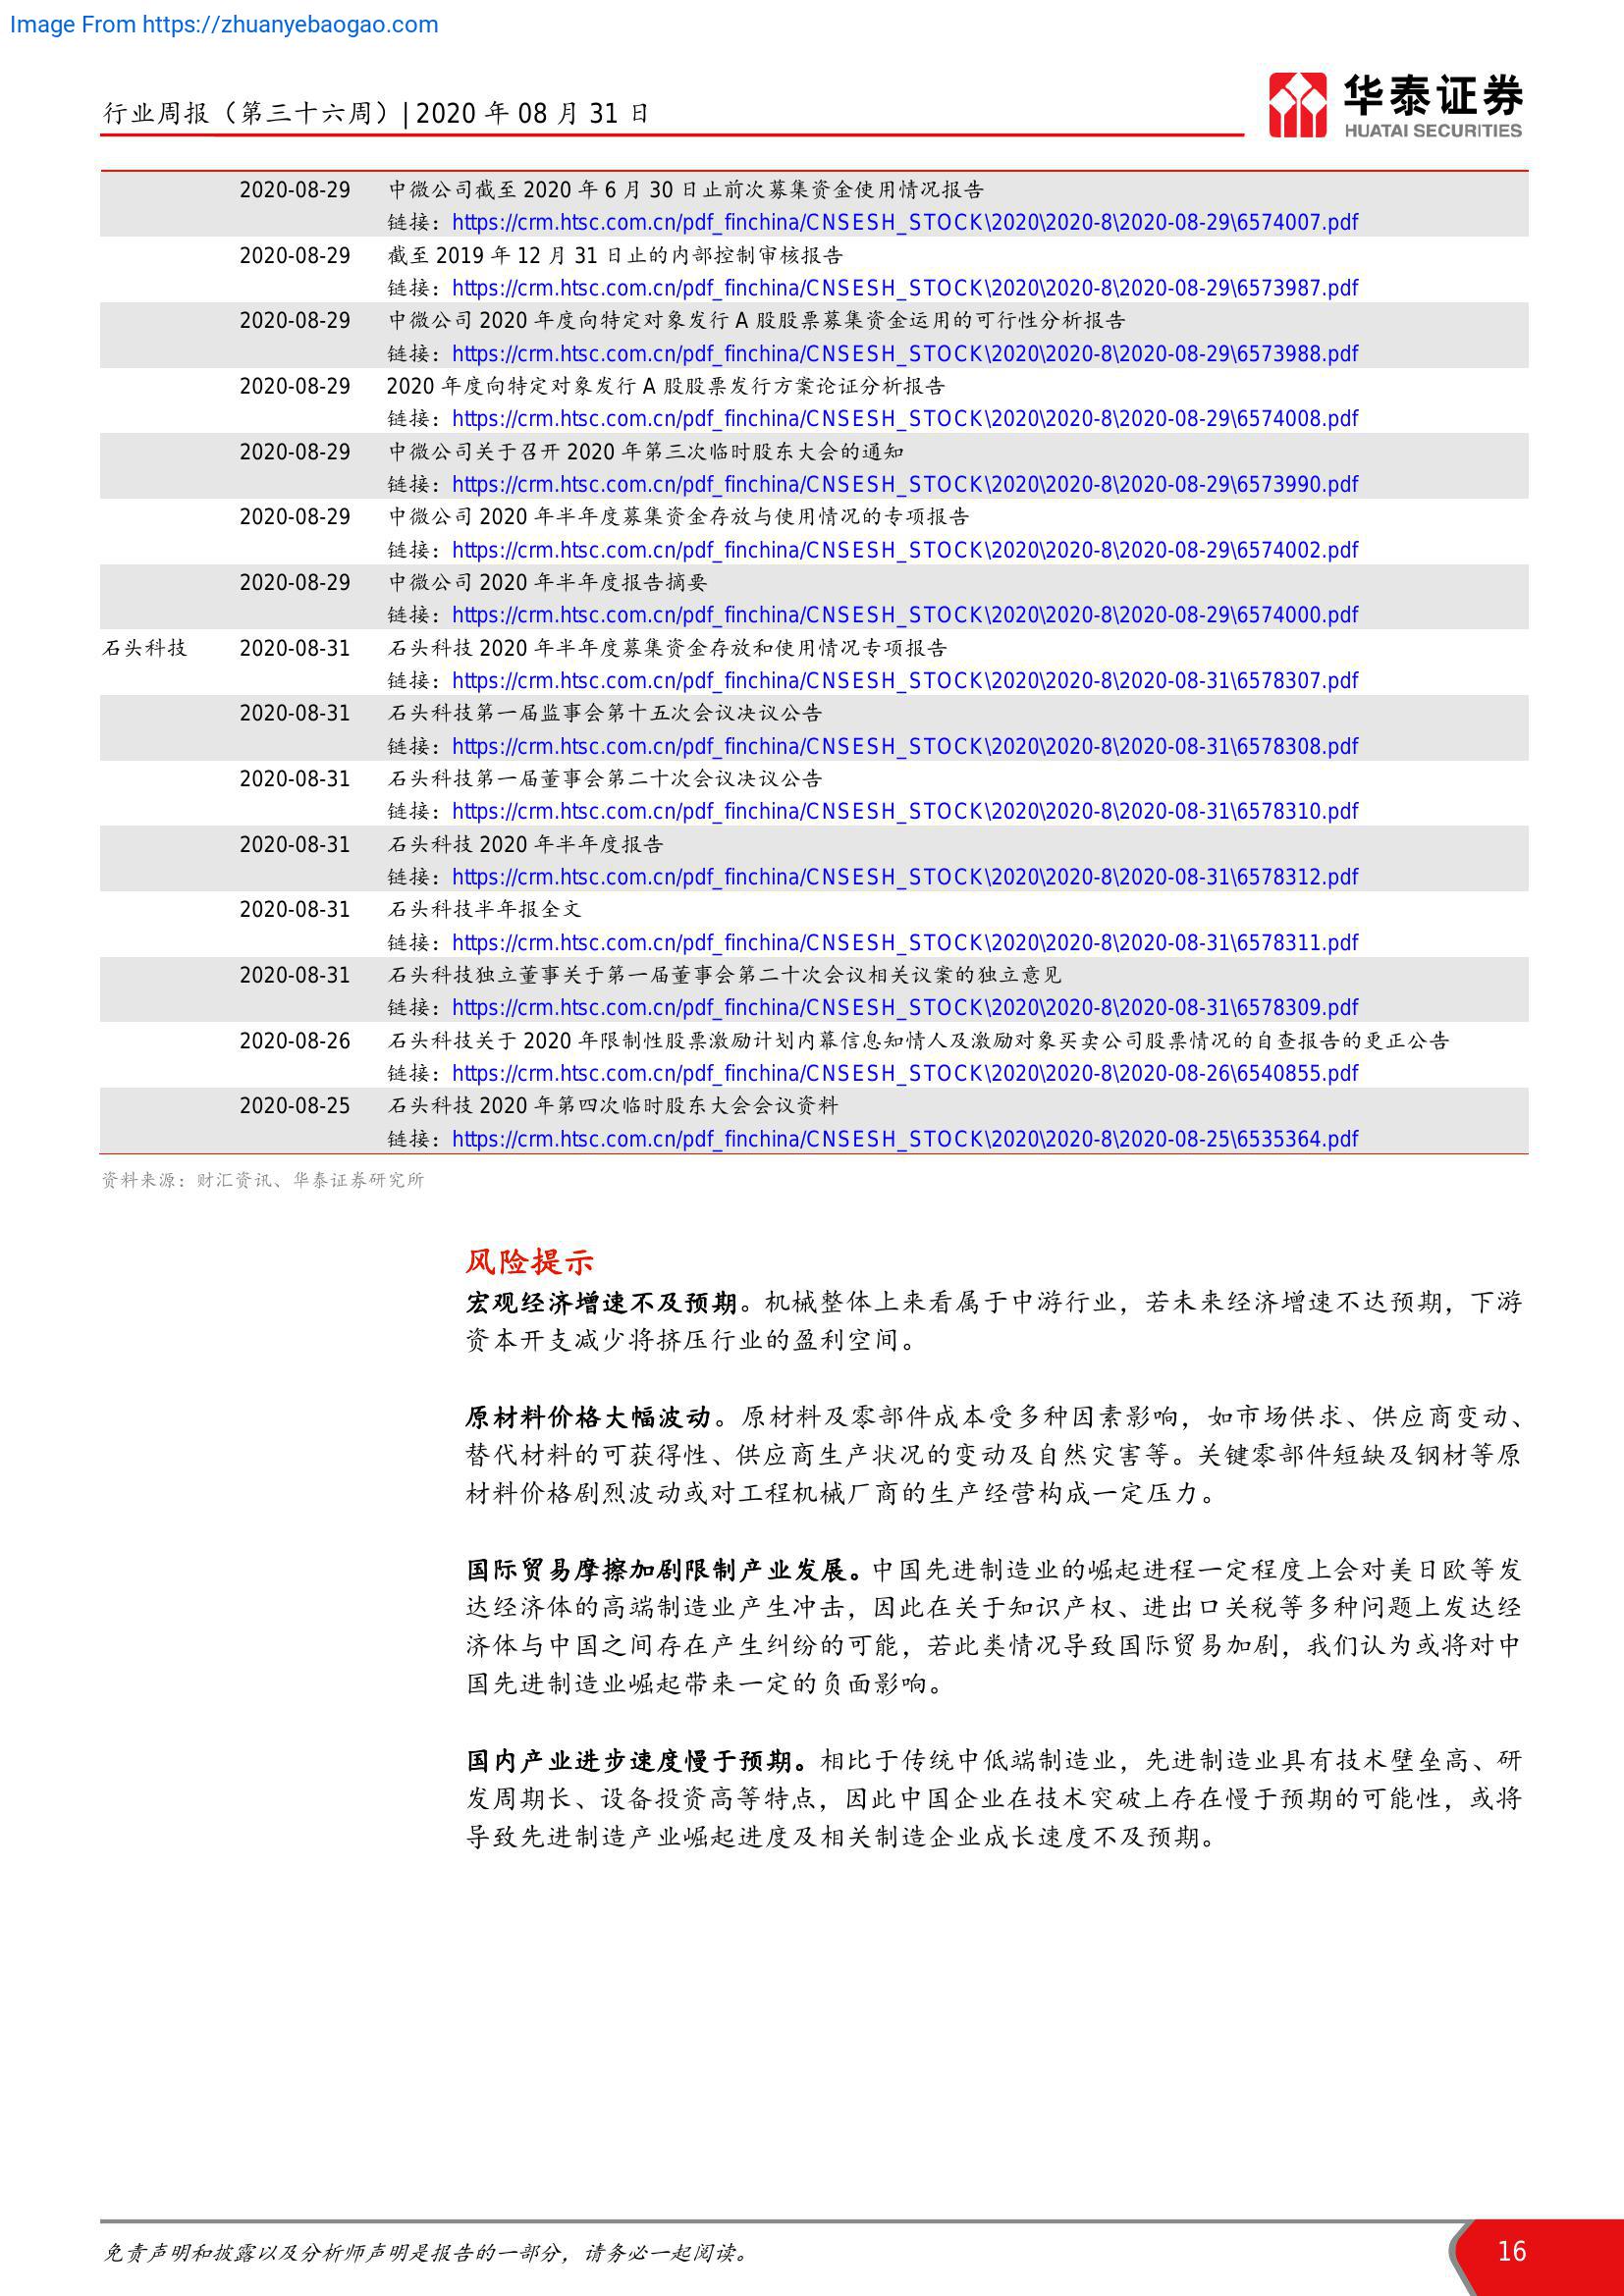 Image From https://zhuanyebaogao.com
行业周报（第三十六周）| 2020 年 08 月 31 日
华泰证券
HUATAI SECURITIES
2020-08-29 中微公司截至 2020 年 6 月 30 日止前次募集资金使用情况报告
链接：https://crm.htsc.com.cn/pdf_finchina/CNSESH_STOCK\2020\2020-8\2020-08-29\6574007.pdf
2020-08-29 截至 2019 年 12 月 31 日止的内部控制审核报告
链接：https://crm.htsc.com.cn/pdf_finchina/CNSESH_STOCK\2020\2020-8\2020-08-29\6573987.pdf
2020-08-29 中微公司 2020 年度向特定对象发行 A 股股票募集资金运用的可行性分析报告
链接：https://crm.htsc.com.cn/pdf_finchina/CNSESH_STOCK\2020\2020-8\2020-08-29\6573988.pdf
2020-08-29 2020 年度向特定对象发行 A 股股票发行方案论证分析报告
链接：https://crm.htsc.com.cn/pdf_finchina/CNSESH_STOCK\2020\2020-8\2020-08-29\6574008.pdf
2020-08-29 中微公司关于召开 2020 年第三次临时股东大会的通知
链接：https://crm.htsc.com.cn/pdf_finchina/CNSESH_STOCK\2020\2020-8\2020-08-29\6573990.pdf
2020-08-29 中微公司 2020 年半年度募集资金存放与使用情况的专项报告
链接：https://crm.htsc.com.cn/pdf_finchina/CNSESH_STOCK\2020\2020-8\2020-08-29\6574002.pdf
2020-08-29 中微公司 2020 年半年度报告摘要
链接：https://crm.htsc.com.cn/pdf_finchina/CNSESH_STOCK\2020\2020-8\2020-08-29\6574000.pdf
石头科技 2020-08-31 石头科技 2020 年半年度募集资金存放和使用情况专项报告
链接：https://crm.htsc.com.cn/pdf_finchina/CNSESH_STOCK\2020\2020-8\2020-08-31\6578307.pdf
2020-08-31 石头科技第一届监事会第十五次会议决议公告
链接：https://crm.htsc.com.cn/pdf_finchina/CNSESH_STOCK\2020\2020-8\2020-08-31\6578308.pdf
2020-08-31 石头科技第一届董事会第二十次会议决议公告
链接：https://crm.htsc.com.cn/pdf_finchina/CNSESH_STOCK\2020\2020-8\2020-08-31\6578310.pdf
2020-08-31 石头科技 2020 年半年度报告
链接：https://crm.htsc.com.cn/pdf_finchina/CNSESH_STOCK\2020\2020-8\2020-08-31\6578312.pdf
2020-08-31 石头科技半年报全文
链接：https://crm.htsc.com.cn/pdf_finchina/CNSESH_STOCK\2020\2020-8\2020-08-31\6578311.pdf
2020-08-31 石头科技独立董事关于第一届董事会第二十次会议相关议案的独立意见
链接：https://crm.htsc.com.cn/pdf_finchina/CNSESH_STOCK\2020\2020-8\2020-08-31\6578309.pdf
2020-08-26 石头科技关于 2020 年限制性股票激励计划内幕信息知情人及激励对象买卖公司股票情况的自查报告的更正公告
链接：https://crm.htsc.com.cn/pdf_finchina/CNSESH_STOCK\2020\2020-8\2020-08-26\6540855.pdf
2020-08-25 石头科技 2020 年第四次临时股东大会会议资料
链接：https://crm.htsc.com.cn/pdf_finchina/CNSESH_STOCK\2020\2020-8\2020-08-25\6535364.pdf
资料来源：财汇资讯、华泰证券研究所
风险提示
宏观经济增速不及预期。机械整体上来看属于中游行业，若未来经济增速不达预期，下游
资本开支减少将挤压行业的盈利空间。
原材料价格大幅波动。原材料及零部件成本受多种因素影响，如市场供求、供应商变动、
替代材料的可获得性、供应商生产状况的变动及自然灾害等。关键零部件短缺及钢材等原
材料价格剧烈波动或对工程机械厂商的生产经营构成一定压力。
国际贸易摩擦加剧限制产业发展。中国先进制造业的崛起进程一定程度上会对美日欧等发
达经济体的高端制造业产生冲击，因此在关于知识产权、进出口关税等多种问题上发达经
济体与中国之间存在产生纠纷的可能，若此类情况导致国际贸易加剧，我们认为或将对中
国先进制造业崛起带来一定的负面影响。
国内产业进步速度慢于预期。相比于传统中低端制造业，先进制造业具有技术壁垒高、研
发周期长、设备投资高等特点，因此中国企业在技术突破上存在慢于预期的可能性，或将
导致先进制造产业崛起进度及相关制造企业成长速度不及预期。
免责声明和披露以及分析师声明是报告的一部分，请务必一起阅读。
16